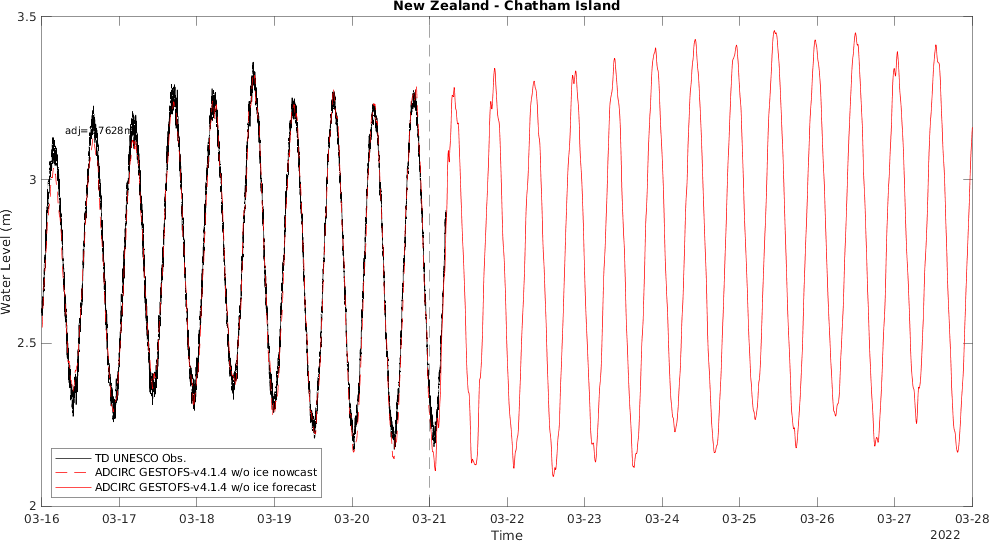 New Zealand - Chatham Island
3.5
3
2.5
2
Water Level (m)
TD UNESCO Obs.
ADCIRC GESTOFS-v4.1.4 w/o ice nowcast
ADCIRC GESTOFS-v4.1.4 w/o ice forecast
03-16 03-17 03-18 03-19 03-20 03-21 03-22 03-23 03-24 03-25 03-26 03-27 03-28
Time
2022